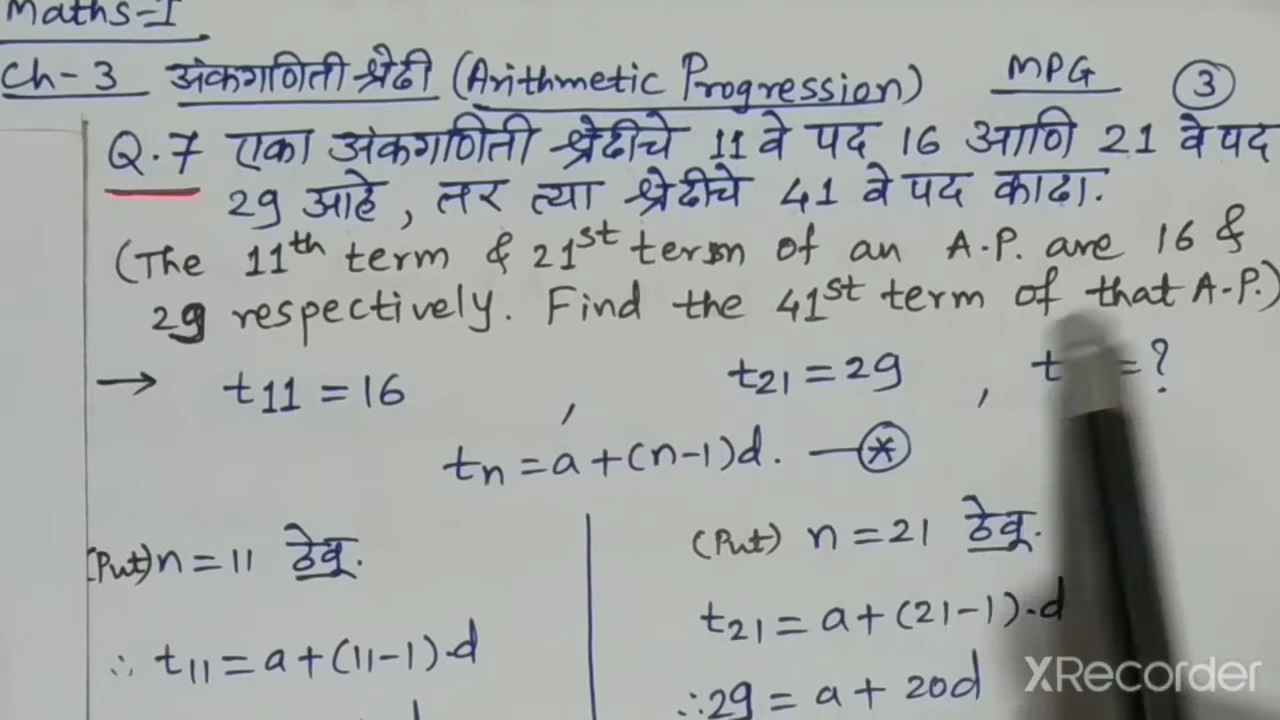 Maths-I
Ch-3 अंकगणिती श्रेढी (Arithmetic Progression) MPG 3
Q.7 एका अंकगणिती श्रेढीचे 11 वे पद 16 आणि 21 वे पद
29 आहे, तर त्या श्रेढीचे 41 वे पद काढा.
(The 11th term & 21st term of an A.P. are 16 &
29 respectively. Find the 41st term of that A.P.)
→ t11 = 16 , t21 = 29 , t = ?
tn = a + (n-1)d. —⊛
(Put) n = 11 ठेवू.
(Put) n = 21 ठेवू.
∴ t11 = a + (11-1)·d
t21 = a + (21-1)·d
∴ 29 = a + 20d
XRecorder